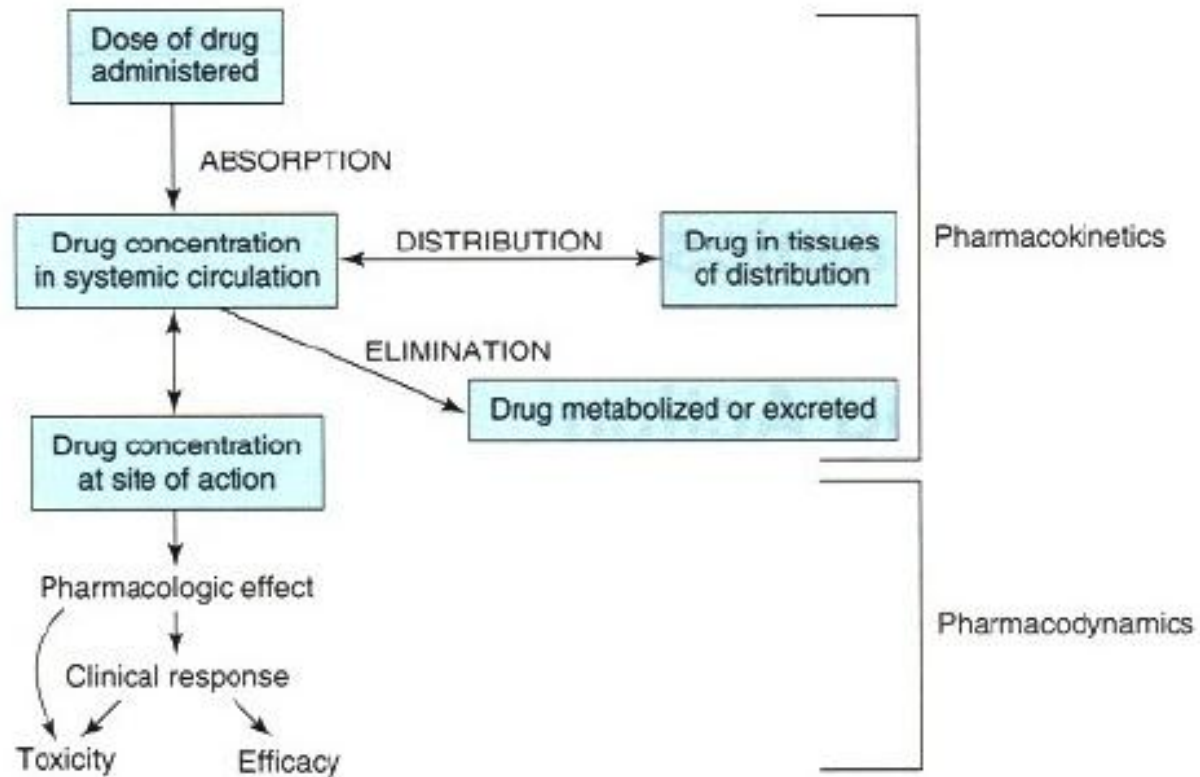 Dose of drug
administered
ABSORPTION
Drug concentration
in systemic circulation
DISTRIBUTION
Drug in tissues
of distribution
Pharmacokinetics
ELIMINATION
Drug metabolized or excreted
Drug concentration
at site of action
Pharmacologic effect
Pharmacodynamics
Clinical response
Toxicity
Efficacy